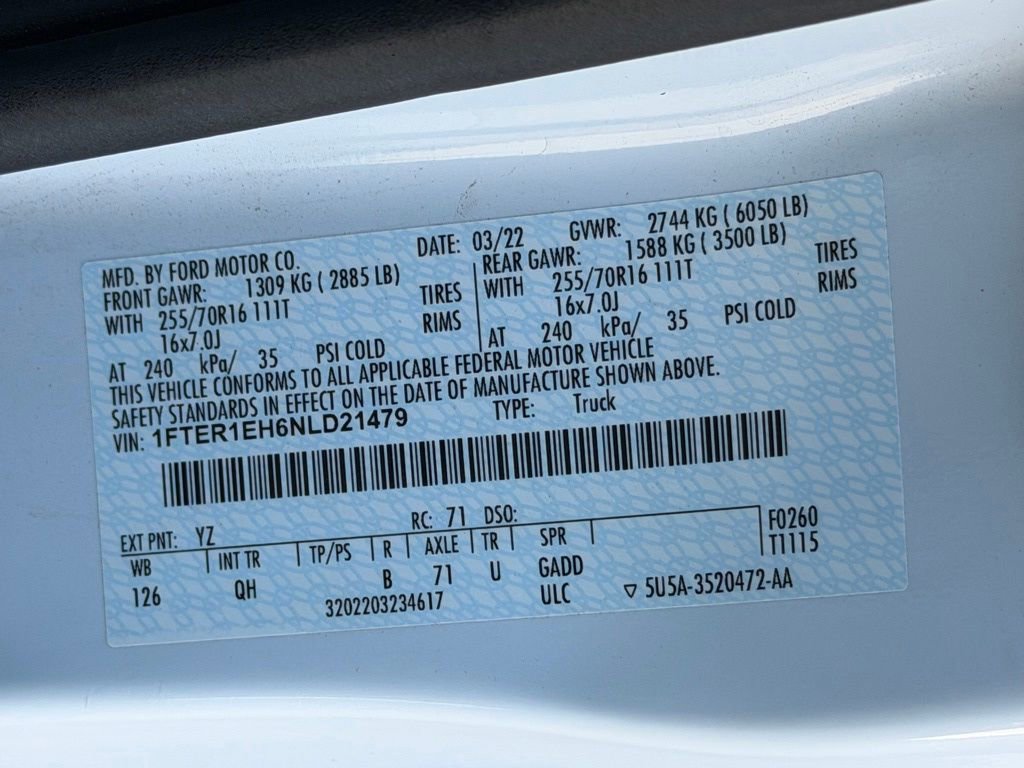 MFD. BY FORD MOTOR CO. DATE: 03/22 GVWR: 2744 KG ( 6050 LB)
FRONT GAWR: 1309 KG ( 2885 LB) REAR GAWR: 1588 KG ( 3500 LB)
WITH 255/70R16 111T TIRES WITH 255/70R16 111T TIRES
16x7.0J RIMS 16x7.0J RIMS
AT 240 kPa/ 35 PSI COLD AT 240 kPa/ 35 PSI COLD
THIS VEHICLE CONFORMS TO ALL APPLICABLE FEDERAL MOTOR VEHICLE
SAFETY STANDARDS IN EFFECT ON THE DATE OF MANUFACTURE SHOWN ABOVE.
VIN: 1FTER1EH6NLD21479 TYPE: Truck
EXT PNT: YZ RC: 71 DSO: F0260
WB INT TR TP/PS R AXLE TR SPR T1115
126 QH B 71 U GADD
3202203234617 ULC ▽ 5U5A-3520472-AA